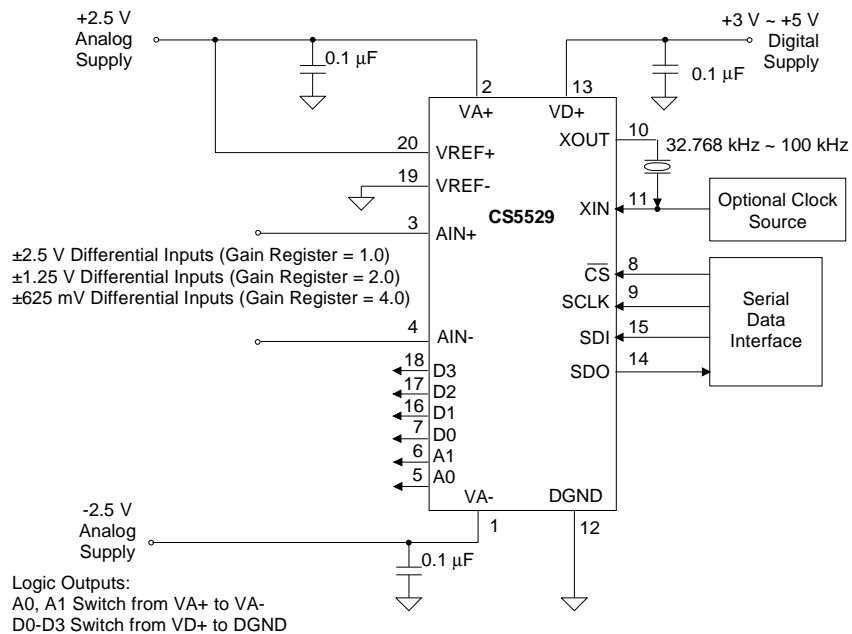 +2.5 V
Analog
Supply
0.1 µF
+3 V ~ +5 V
Digital
Supply
0.1 µF
2
13
VA+
VD+
XOUT
10
32.768 kHz ~ 100 kHz
20
VREF+
19
VREF-
CS5529
XIN
11
Optional Clock
Source
3
AIN+
±2.5 V Differential Inputs (Gain Register = 1.0)
±1.25 V Differential Inputs (Gain Register = 2.0)
±625 mV Differential Inputs (Gain Register = 4.0)
CS
8
SCLK
9
SDI
15
SDO
14
Serial
Data
Interface
4
AIN-
18
D3
17
D2
16
D1
7
D0
6
A1
5
A0
VA-
DGND
1
12
-2.5 V
Analog
Supply
0.1 µF
Logic Outputs:
A0, A1 Switch from VA+ to VA-
D0-D3 Switch from VD+ to DGND